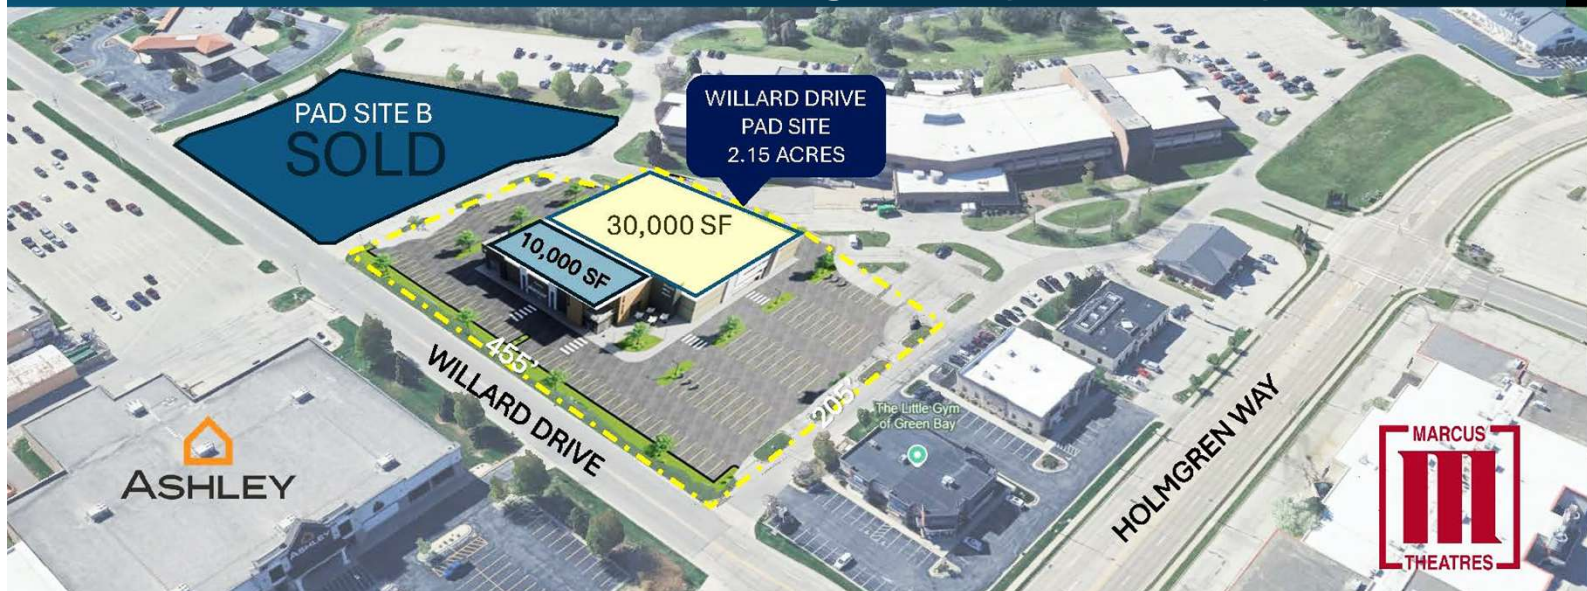 PAD SITE B
SOLD
WILLARD DRIVE
PAD SITE
2.15 ACRES
30,000 SF
10,000 SF
455'
WILLARD DRIVE
205'
The Little Gym
of Green Bay
HOLMGREN WAY
ASHLEY
ASHLEY
MARCUS
M
THEATRES